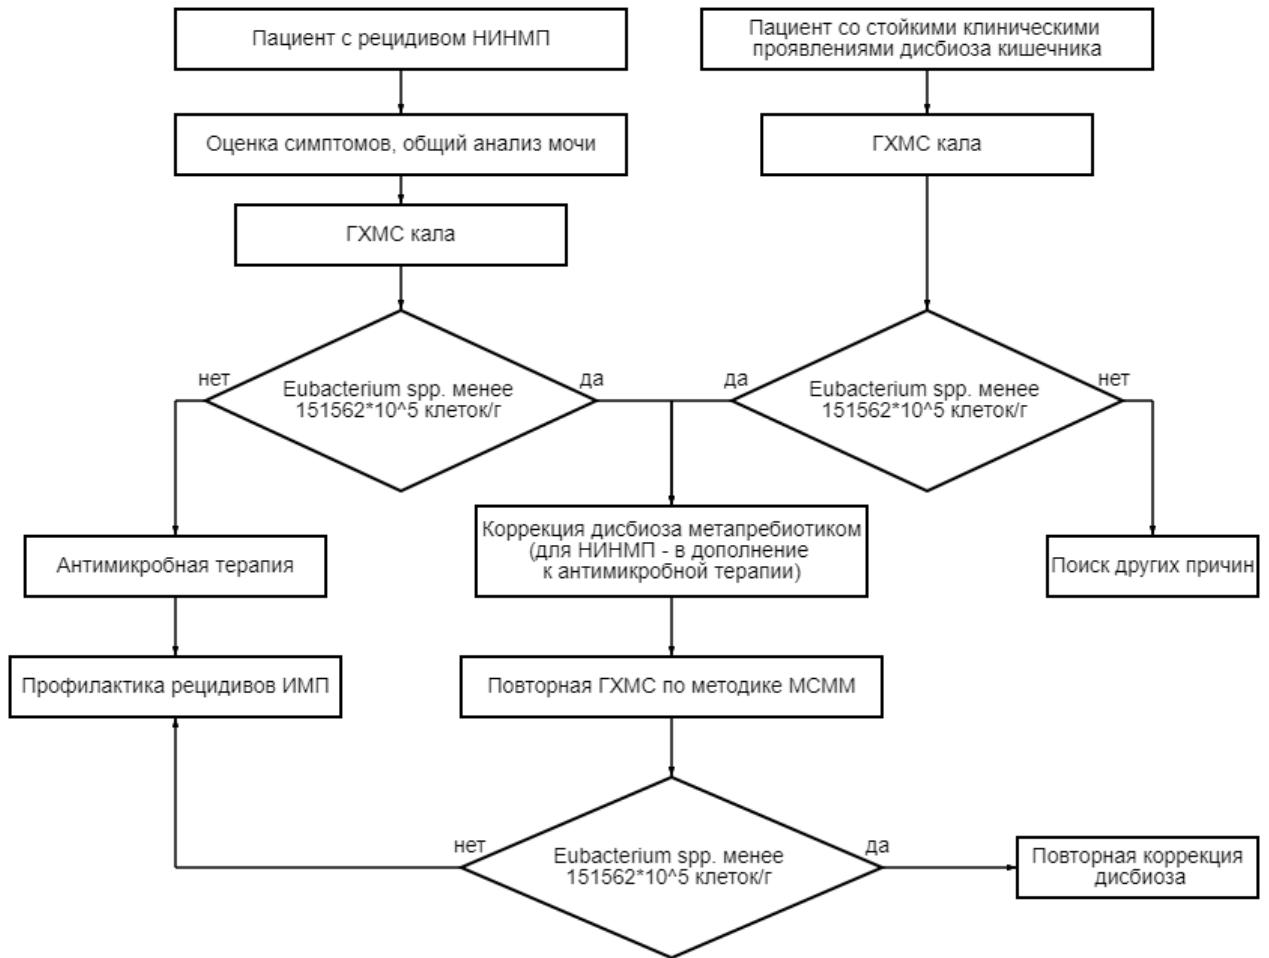 Пациент с рецидивом НИНМП
Пациент со стойкими клиническими
проявлениями дисбиоза кишечника
Оценка симптомов, общий анализ мочи
ГХМС кала
ГХМС кала
нет
Eubacterium spp. менее
151562*10^5 клеток/г
да
да
Eubacterium spp. менее
151562*10^5 клеток/г
нет
Антимикробная терапия
Коррекция дисбиоза метапребиотиком
(для НИНМП - в дополнение
к антимикробной терапии)
Поиск других причин
Профилактика рецидивов ИМП
Повторная ГХМС по методике МСММ
нет
Eubacterium spp. менее
151562*10^5 клеток/г
да
Повторная коррекция
дисбиоза